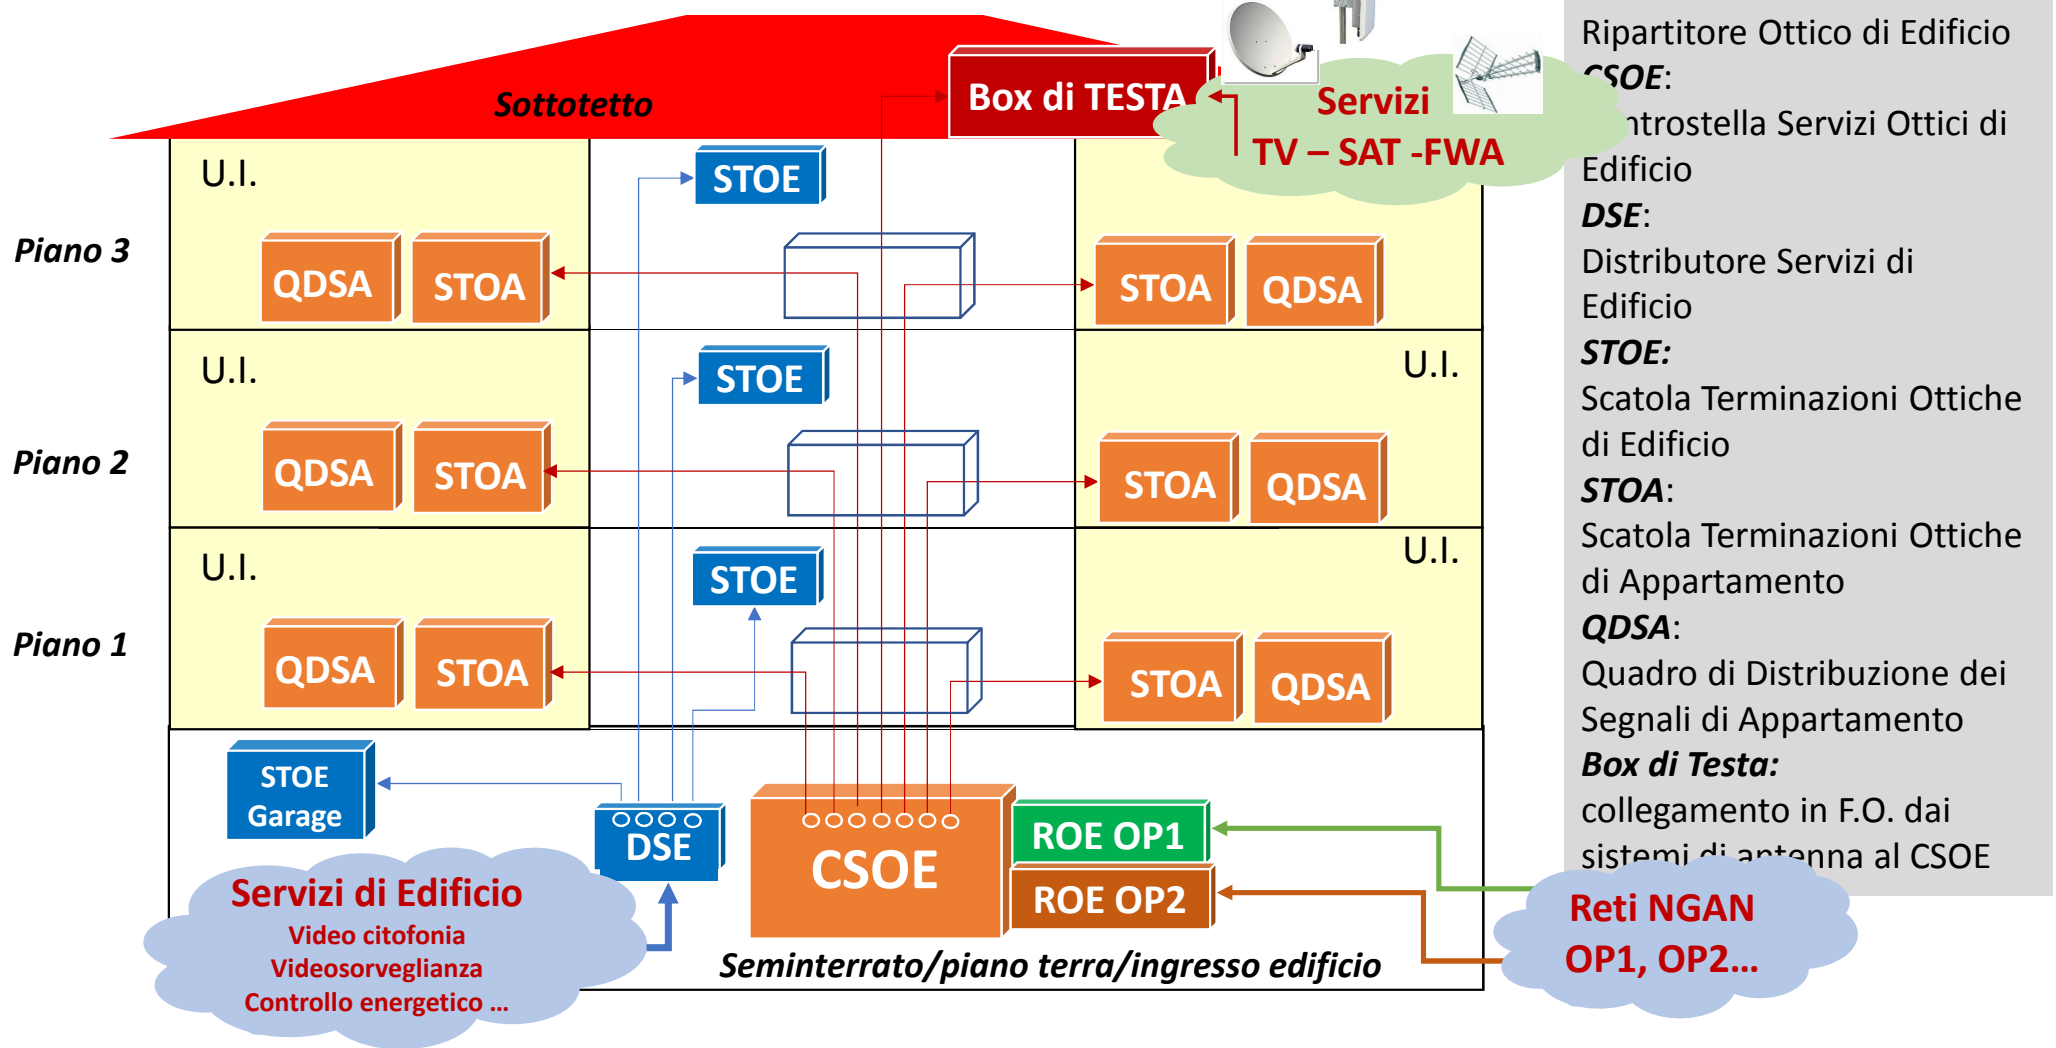 Sottotetto
Box di TESTA
Servizi
TV – SAT -FWA
U.I.
STOE
Piano 3
QDSA
STOA
STOA
QDSA
U.I.
STOE
U.I.
Piano 2
QDSA
STOA
STOA
QDSA
U.I.
STOE
U.I.
Piano 1
QDSA
STOA
STOA
QDSA
STOE
Garage
DSE
CSOE
ROE OP1
ROE OP2
Servizi di Edificio
Video citofonia
Videosorveglianza
Controllo energetico ...
Seminterrato/piano terra/ingresso edificio
Reti NGAN
OP1, OP2...
Ripartitore Ottico di Edificio
CSOE:
ntrostella Servizi Ottici di
Edificio
DSE:
Distributore Servizi di
Edificio
STOE:
Scatola Terminazioni Ottiche
di Edificio
STOA:
Scatola Terminazioni Ottiche
di Appartamento
QDSA:
Quadro di Distribuzione dei
Segnali di Appartamento
Box di Testa:
collegamento in F.O. dai
sistemi di antenna al CSOE